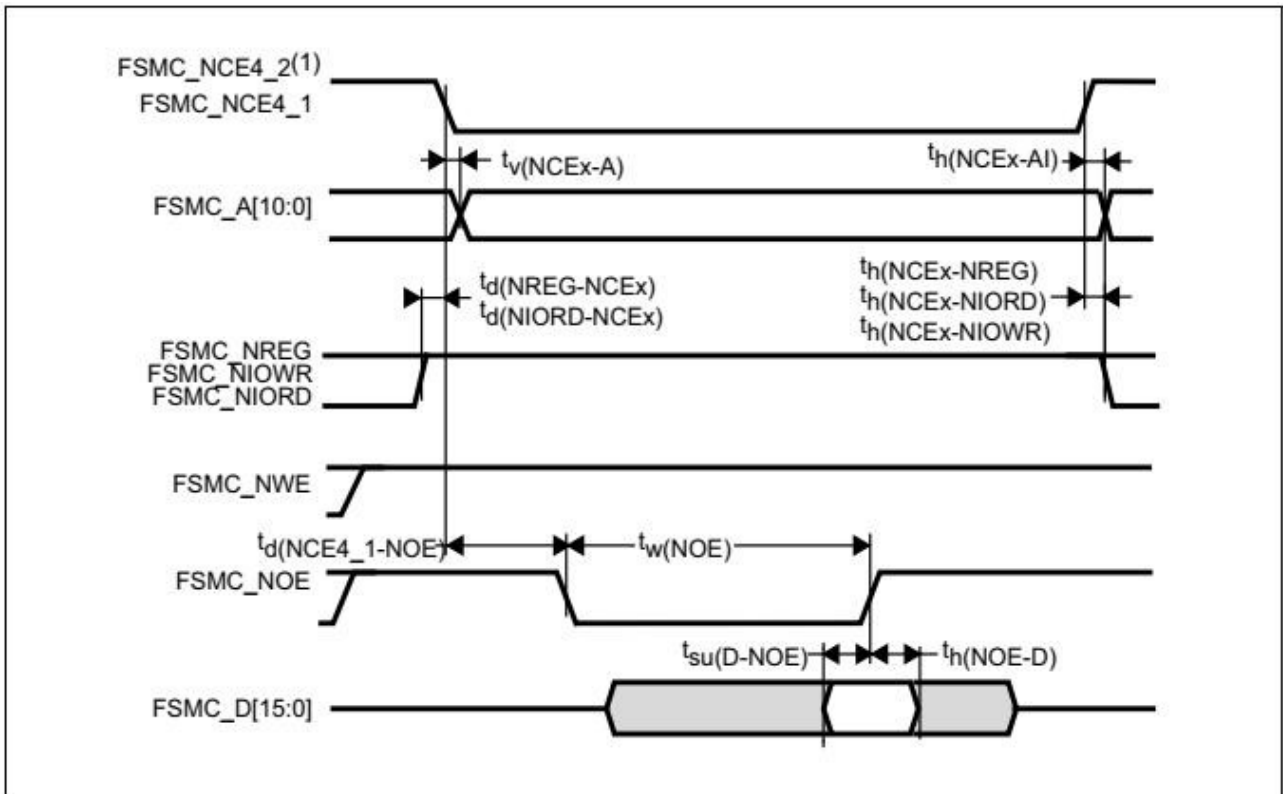 FSMC_NCE4_2(1)
FSMC_NCE4_1
tv(NCEx-A)
th(NCEx-AI)
FSMC_A[10:0]
td(NREG-NCEx)
td(NIORD-NCEx)
th(NCEx-NREG)
th(NCEx-NIORD)
th(NCEx-NIOWR)
FSMC_NREG
FSMC_NIOWR
FSMC_NIORD
FSMC_NWE
td(NCE4_1-NOE)
tw(NOE)
FSMC_NOE
tsu(D-NOE)
th(NOE-D)
FSMC_D[15:0]